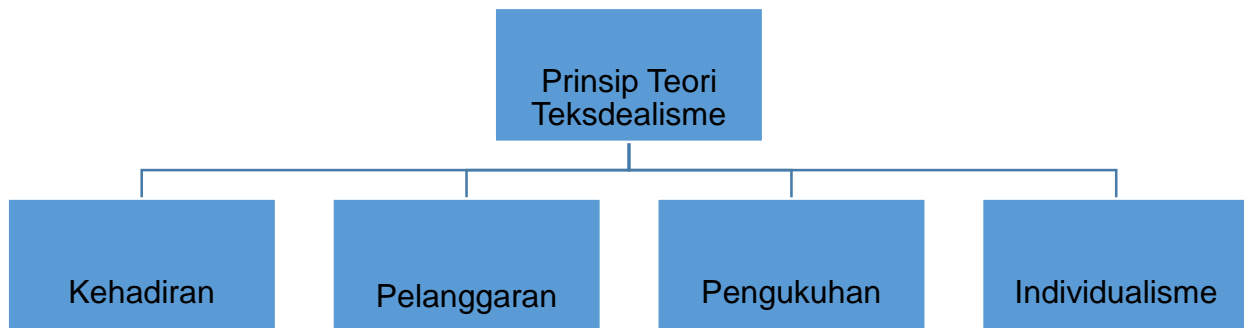 Prinsip Teori
Teksdealisme
Kehadiran
Pelanggaran
Pengukuhan
Individualisme